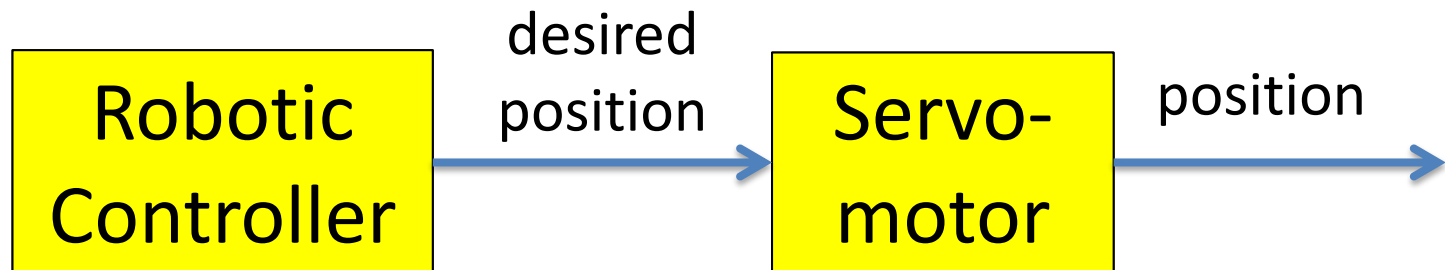 Robotic
Controller
desired
position
Servo-
motor
position